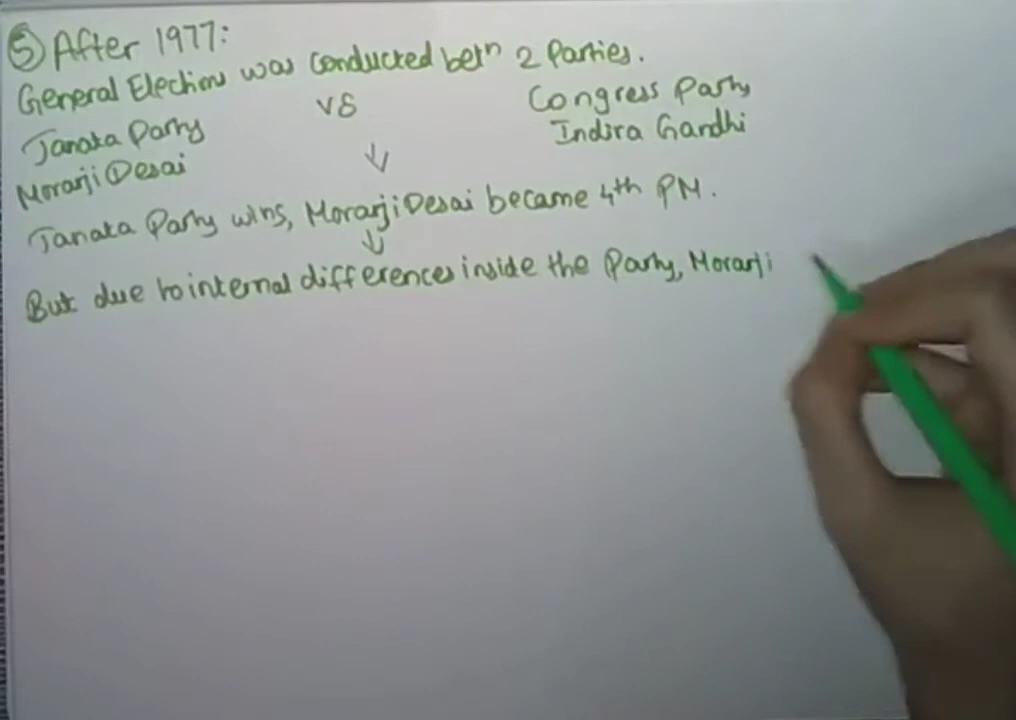 5 After 1977:
General Election was conducted betn 2 Parties.
Janata Party vs Congress Party
Morarji Desai Indira Gandhi
↓
Janata Party wins, Morarji Desai became 4th PM.
↓
But due to internal differences inside the Party, Morarji